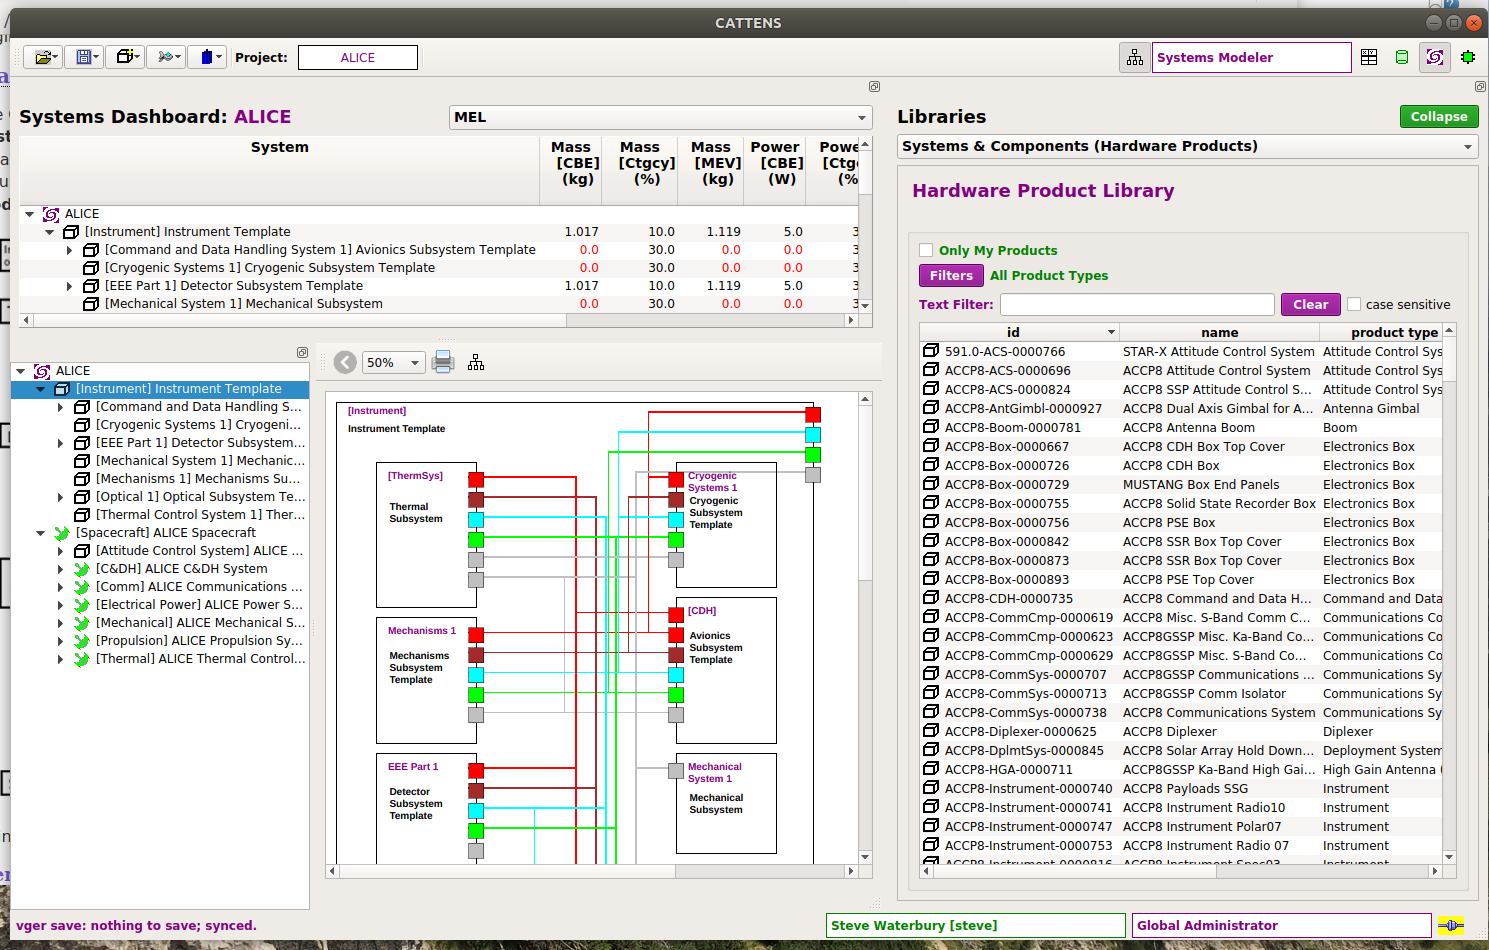 CATTENS
Project:
ALICE
Systems Modeler
Systems Dashboard: ALICE
MEL
System
Mass [CBE] (kg)
Mass [Ctgcy] (%)
Mass [MEV] (kg)
Power [CBE] (W)
ALICE
[Instrument] Instrument Template 1.017 10.0 1.119 5.0
[Command and Data Handling System 1] Avionics Subsystem Template 0.0 30.0 0.0 0.0
[Cryogenic Systems 1] Cryogenic Subsystem Template 0.0 30.0 0.0 0.0
[EEE Part 1] Detector Subsystem Template 1.017 10.0 1.119 5.0
[Mechanical System 1] Mechanical Subsystem 0.0 30.0 0.0 0.0
ALICE
[Instrument] Instrument Template
[Command and Data Handling S...
[Cryogenic Systems 1] Cryogeni...
[EEE Part 1] Detector Subsystem...
[Mechanical System 1] Mechanic...
[Mechanisms 1] Mechanisms Su...
[Optical 1] Optical Subsystem Te...
[Thermal Control System 1] Ther...
[Spacecraft] ALICE Spacecraft
[Attitude Control System] ALICE ...
[C&DH] ALICE C&DH System
[Comm] ALICE Communications ...
[Electrical Power] ALICE Power S...
[Mechanical] ALICE Mechanical S...
[Propulsion] ALICE Propulsion Sy...
[Thermal] ALICE Thermal Control...
50%
[Instrument]
Instrument Template
[ThermSys]
Thermal
Subsystem
Cryogenic
Systems 1
Cryogenic
Subsystem
Template
Mechanisms 1
Mechanisms
Subsystem
Template
[CDH]
Avionics
Subsystem
Template
EEE Part 1
Detector
Subsystem
Template
Mechanical
System 1
Mechanical
Subsystem
Libraries
Collapse
Systems & Components (Hardware Products)
Hardware Product Library
Only My Products
Filters All Product Types
Text Filter:
Clear
case sensitive
id name product type
591.0-ACS-0000766 STAR-X Attitude Control System Attitude Control Sys
ACCP8-ACS-0000696 ACCP8 Attitude Control System Attitude Control Sys
ACCP8-ACS-0000824 ACCP8 SSP Attitude Control S... Attitude Control Sys
ACCP8-AntGimbl-0000927 ACCP8 Dual Axis Gimbal for A... Antenna Gimbal
ACCP8-Boom-0000781 ACCP8 Antenna Boom Boom
ACCP8-Box-0000667 ACCP8 CDH Box Top Cover Electronics Box
ACCP8-Box-0000726 ACCP8 CDH Box Electronics Box
ACCP8-Box-0000729 MUSTANG Box End Panels Electronics Box
ACCP8-Box-0000755 ACCP8 Solid State Recorder Box Electronics Box
ACCP8-Box-0000756 ACCP8 PSE Box Electronics Box
ACCP8-Box-0000842 ACCP8 SSR Box Top Cover Electronics Box
ACCP8-Box-0000873 ACCP8 SSR Box Top Cover Electronics Box
ACCP8-Box-0000893 ACCP8 PSE Top Cover Electronics Box
ACCP8-CDH-0000735 ACCP8 Command and Data H... Command and Data
ACCP8-CommCmp-0000619 ACCP8 Misc. S-Band Comm C... Communications Co
ACCP8-CommCmp-0000623 ACCP8GSSP Misc. Ka-Band Co... Communications Co
ACCP8-CommCmp-0000629 ACCP8GSSP Misc. S-Band Co... Communications Co
ACCP8-CommSys-0000707 ACCP8GSSP Communications ... Communications Sy
ACCP8-CommSys-0000713 ACCP8GSSP Comm Isolator Communications Sy
ACCP8-CommSys-0000738 ACCP8 Communications System Communications Sy
ACCP8-Diplexer-0000625 ACCP8 Diplexer Diplexer
ACCP8-DplmtSys-0000845 ACCP8 Solar Array Hold Down... Deployment System
ACCP8-HGA-0000711 ACCP8GSSP Ka-Band High Gai... High Gain Antenna (
ACCP8-Instrument-0000740 ACCP8 Payloads SSG Instrument
ACCP8-Instrument-0000741 ACCP8 Instrument Radio10 Instrument
ACCP8-Instrument-0000747 ACCP8 Instrument Polar07 Instrument
ACCP8-Instrument-0000753 ACCP8 Instrument Radio 07 Instrument
vger save: nothing to save; synced.
Steve Waterbury [steve]
Global Administrator